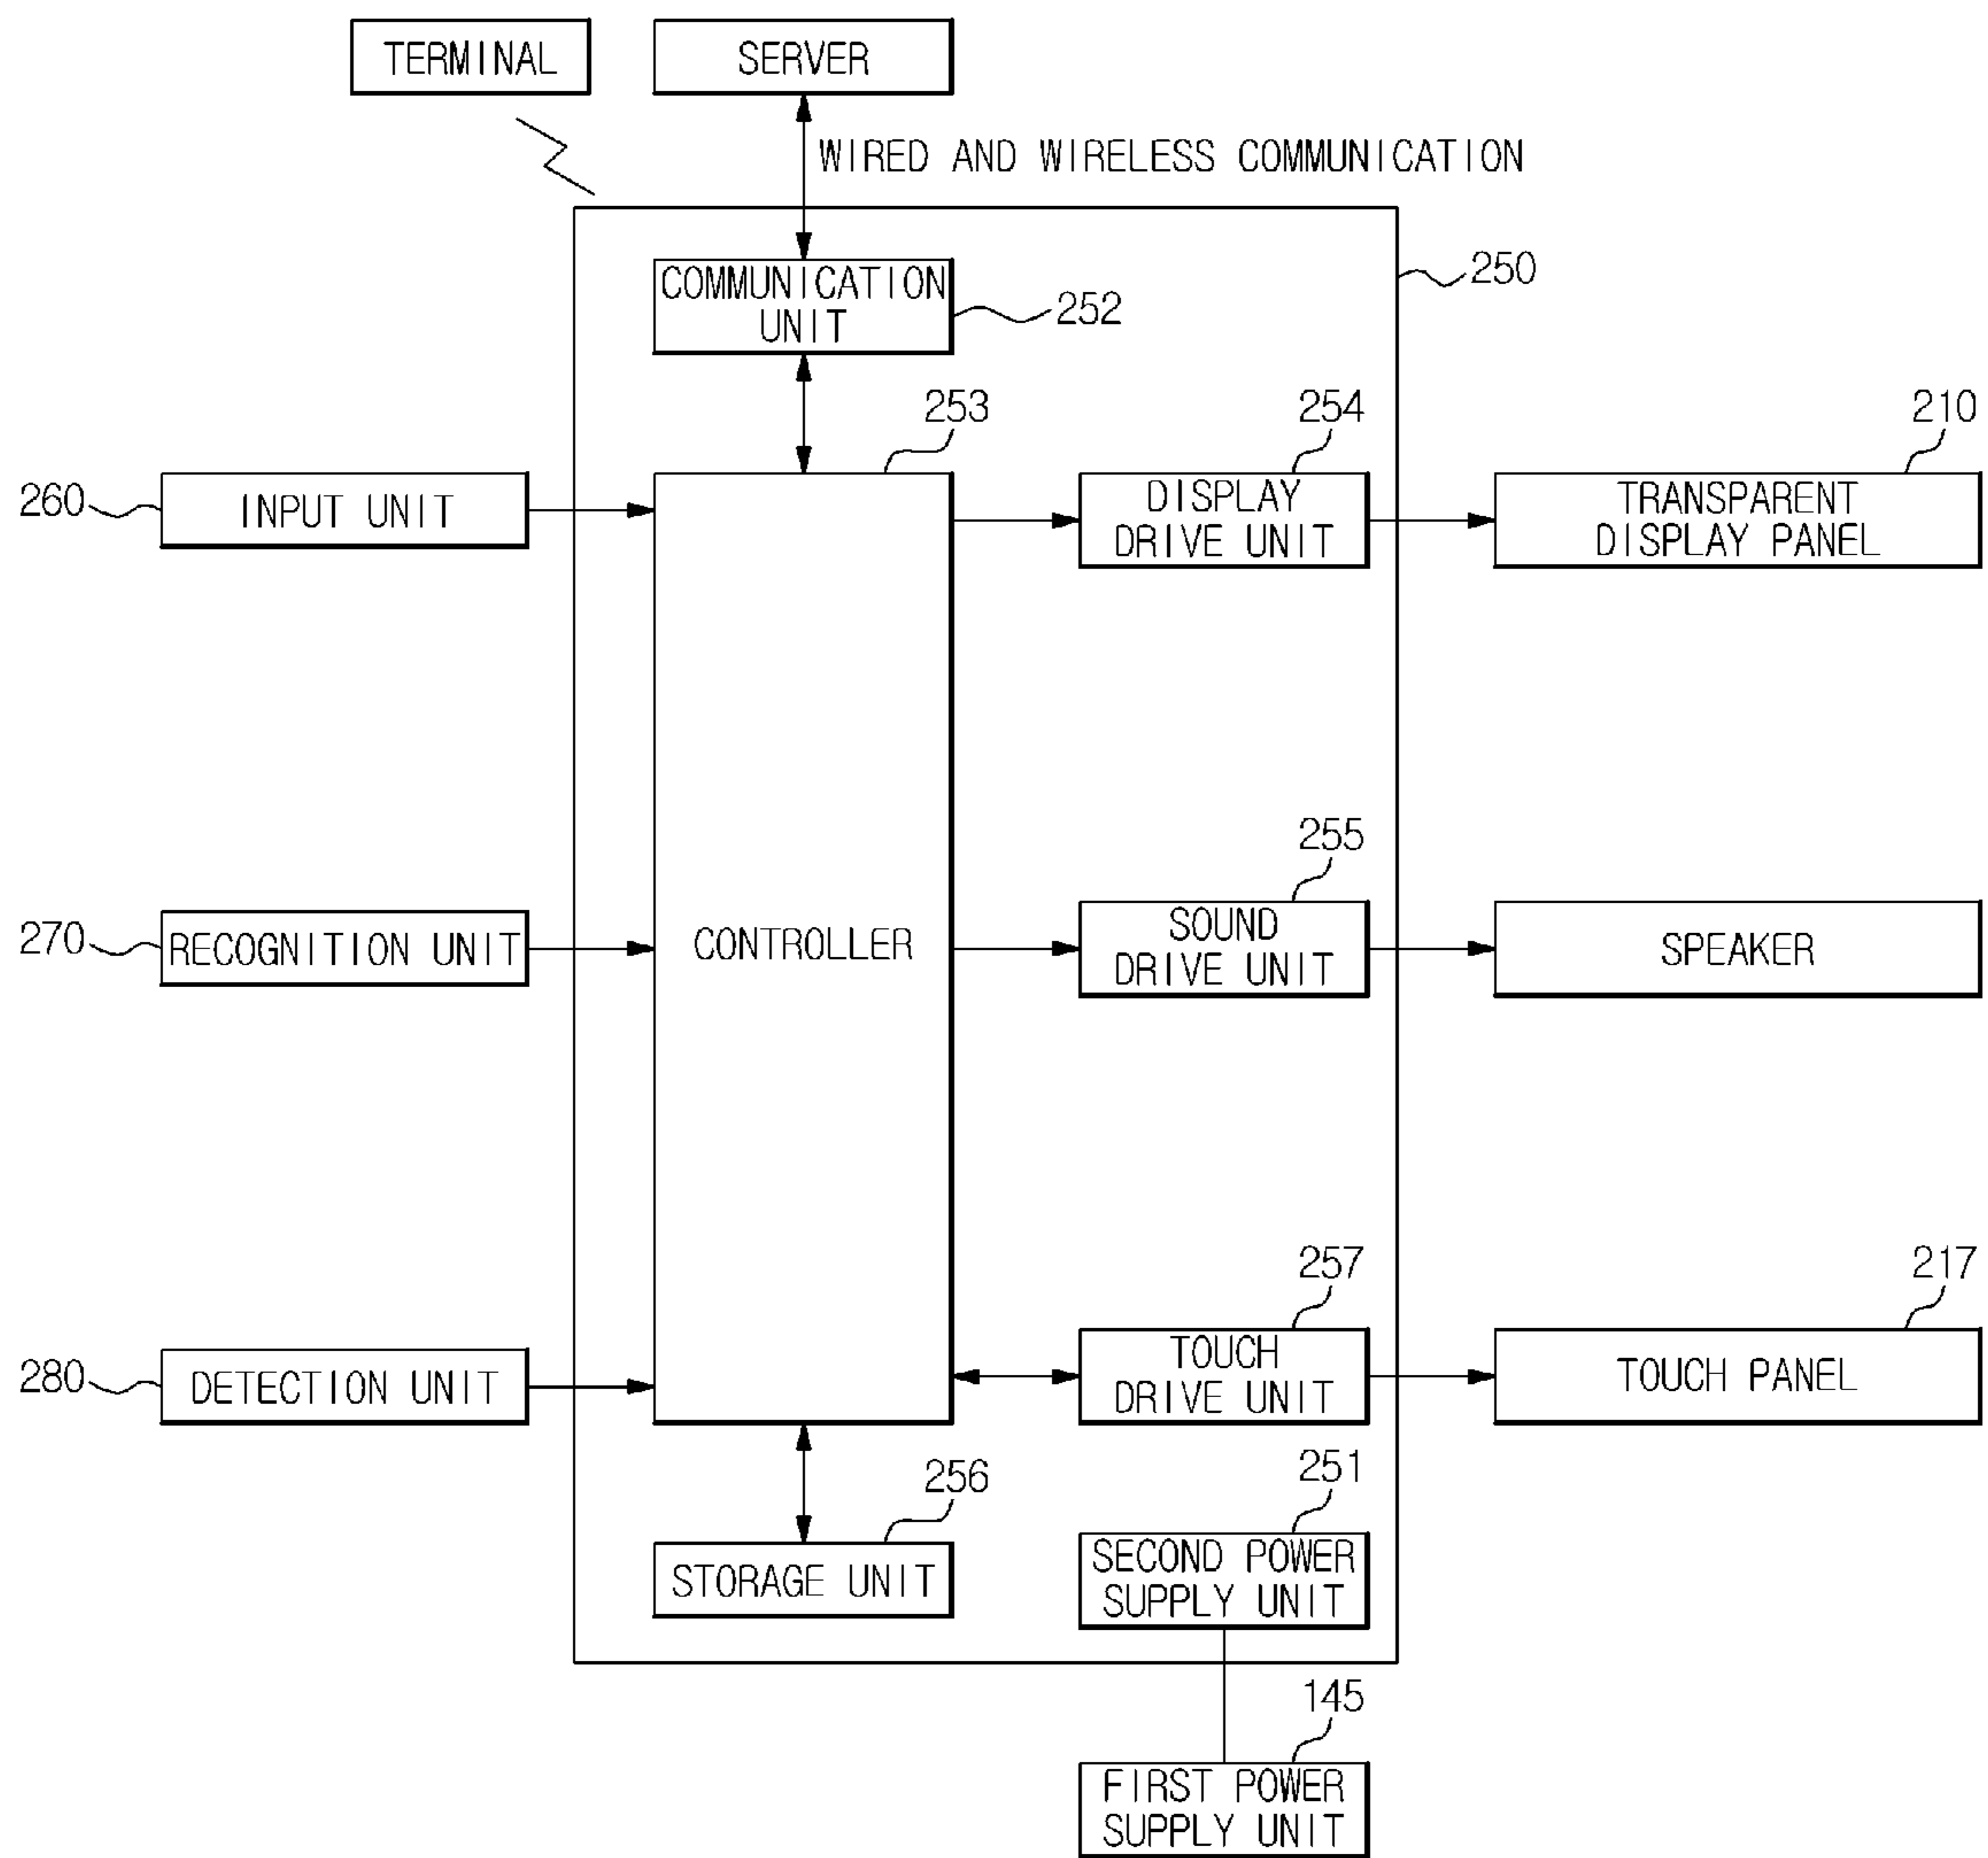 TERMINAL
SERVER
WIRED AND WIRELESS COMMUNICATION
250
COMMUNICATION
UNIT
252
253
254
210
260
INPUT UNIT
DISPLAY
DRIVE UNIT
TRANSPARENT
DISPLAY PANEL
255
270
RECOGNITION UNIT
CONTROLLER
SOUND
DRIVE UNIT
SPEAKER
257
217
280
DETECTION UNIT
TOUCH
DRIVE UNIT
TOUCH PANEL
256
251
STORAGE UNIT
SECOND POWER
SUPPLY UNIT
145
FIRST POWER
SUPPLY UNIT